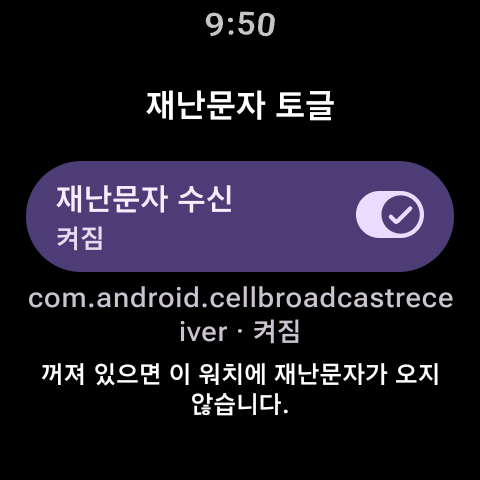 9:50
재난문자 토글
재난문자 수신
켜짐
com.android.cellbroadcastrece
iver · 켜짐
꺼져 있으면 이 워치에 재난문자가 오지
않습니다.